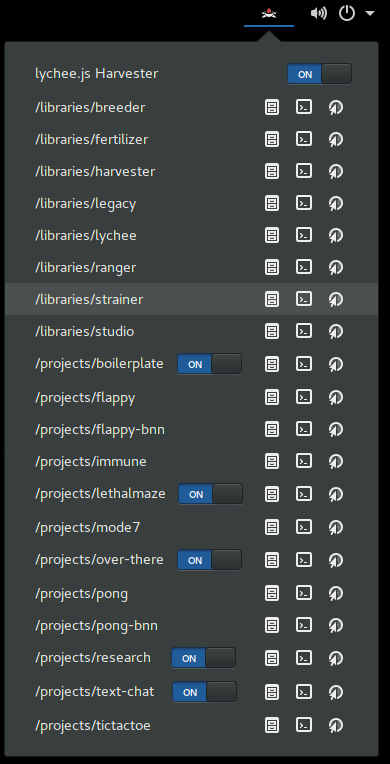 lychee.js Harvester ON
/libraries/breeder
/libraries/fertilizer
/libraries/harvester
/libraries/legacy
/libraries/lychee
/libraries/ranger
/libraries/strainer
/libraries/studio
/projects/boilerplate ON
/projects/flappy
/projects/flappy-bnn
/projects/immune
/projects/lethalmaze ON
/projects/mode7
/projects/over-there ON
/projects/pong
/projects/pong-bnn
/projects/research ON
/projects/text-chat ON
/projects/tictactoe